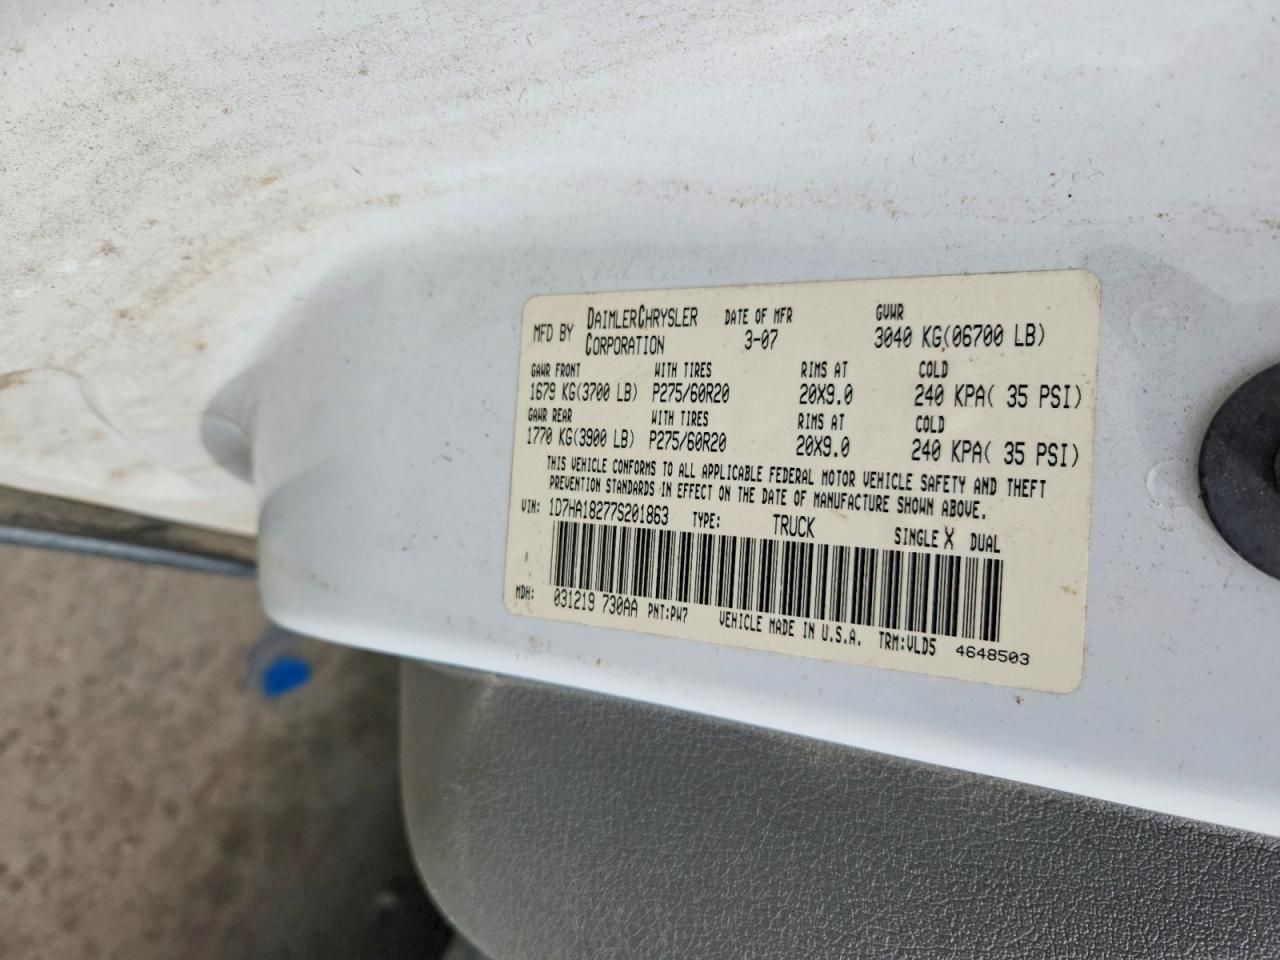 MFD BY DAIMLERCHRYSLER CORPORATION DATE OF MFR 3-07 GVWR 3040 KG(06700 LB)
GAWR FRONT WITH TIRES RIMS AT COLD
1679 KG(3700 LB) P275/60R20 20X9.0 240 KPA( 35 PSI)
GAWR REAR WITH TIRES RIMS AT COLD
1770 KG(3900 LB) P275/60R20 20X9.0 240 KPA( 35 PSI)
THIS VEHICLE CONFORMS TO ALL APPLICABLE FEDERAL MOTOR VEHICLE SAFETY AND THEFT
PREVENTION STANDARDS IN EFFECT ON THE DATE OF MANUFACTURE SHOWN ABOVE.
VIN: 1D7HA18277S201863 TYPE: TRUCK SINGLE X DUAL
MDH: 031219 730AA PNT:PW7 VEHICLE MADE IN U.S.A. TRM:VLD5 4648503